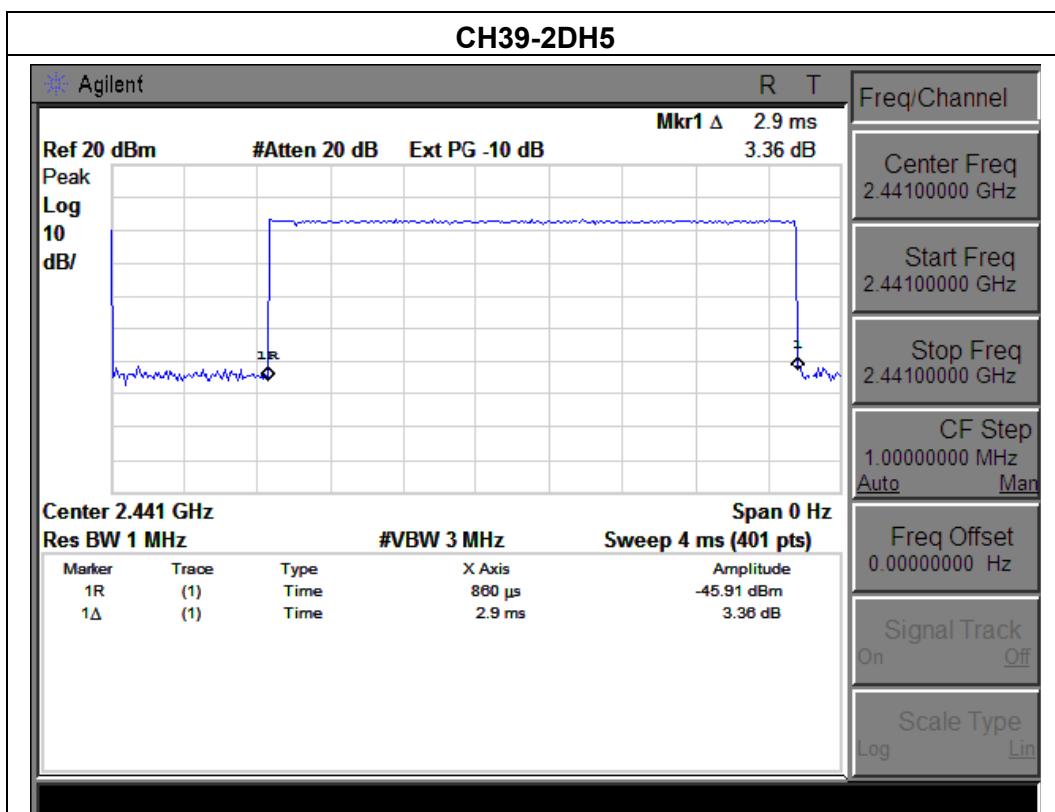 CH39-2DH5
Agilent R T
Mkr1 Δ 2.9 ms
Ref 20 dBm #Atten 20 dB Ext PG -10 dB 3.36 dB
Peak
Log
10
dB/
1R
1
Center 2.441 GHz Span 0 Hz
Res BW 1 MHz #VBW 3 MHz Sweep 4 ms (401 pts)
Marker Trace Type X Axis Amplitude
1R (1) Time 860 µs -45.91 dBm
1Δ (1) Time 2.9 ms 3.36 dB
Freq/Channel
Center Freq
2.44100000 GHz
Start Freq
2.44100000 GHz
Stop Freq
2.44100000 GHz
CF Step
1.00000000 MHz
Auto Man
Freq Offset
0.00000000 Hz
Signal Track
On Off
Scale Type
Log Lin